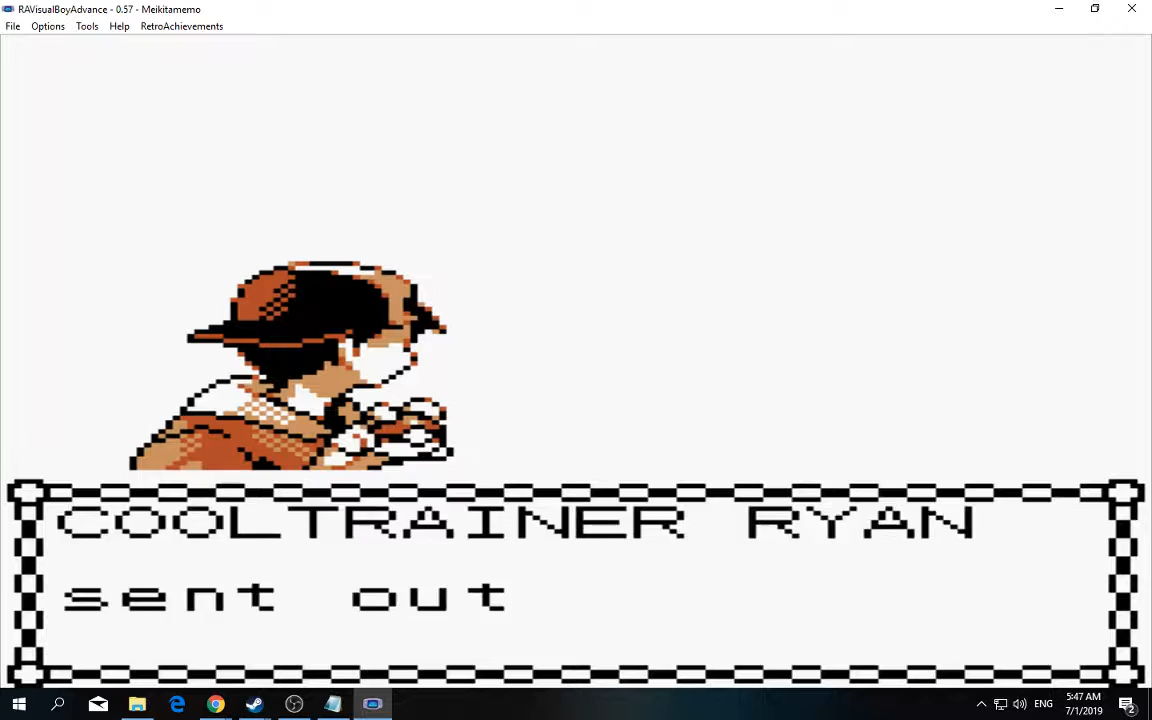 RAVisualBoyAdvance - 0.57 - Meikitamemo
File Options Tools Help RetroAchievements
COOLTRAINER RYAN
sent out
5:47 AM
ENG
7/1/2019
2